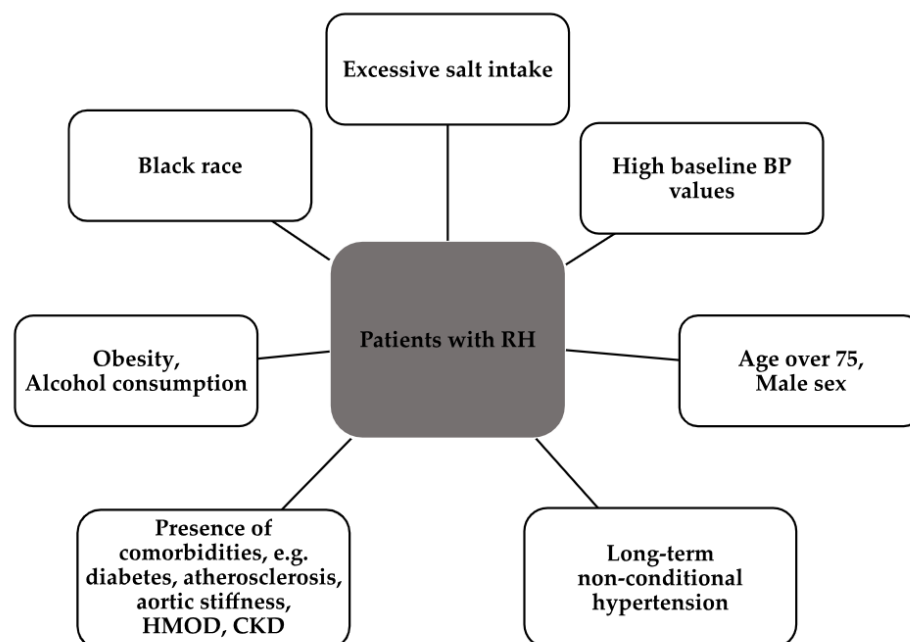 Excessive salt intake
Black race
High baseline BP
values
Patients with RH
Obesity,
Alcohol consumption
Age over 75,
Male sex
Presence of
comorbidities, e.g.
diabetes, atherosclerosis,
aortic stiffness,
HMOD, CKD
Long-term
non-conditional
hypertension